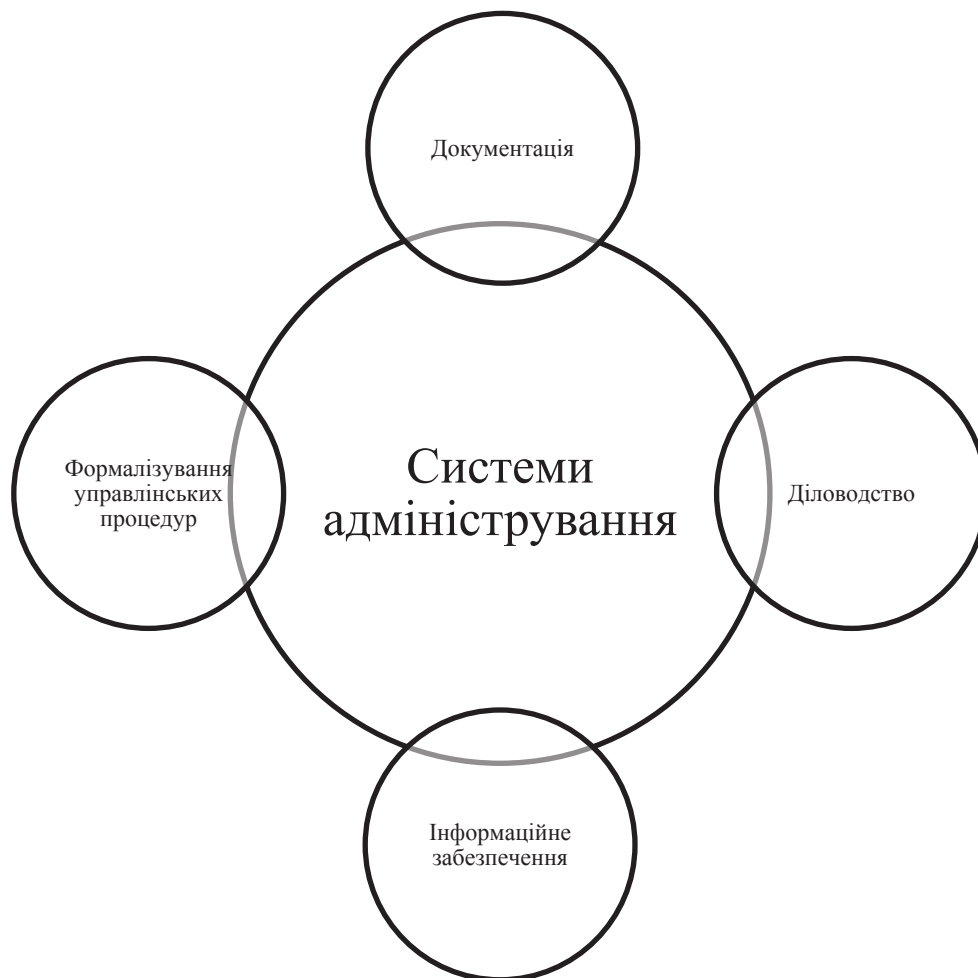 Документація
Формалізування
управлінських
процедур
Системи
адміністрування
Діловодство
Інформаційне
забезпечення